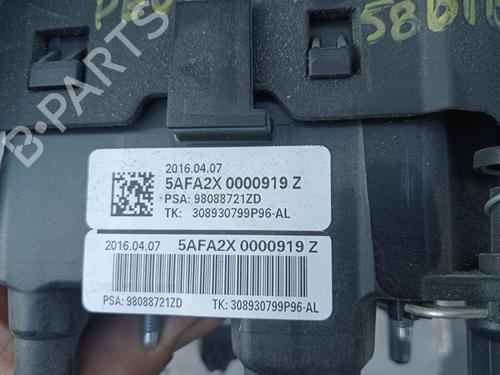 2016.04.07
5AFA2X 0000919 Z
PSA: 98088721ZD
TK: 308930799P96-AL
2016.04.07 5AFA2X 0000919 Z
PSA: 98088721ZD TK: 308930799P96-AL
B-PARTS